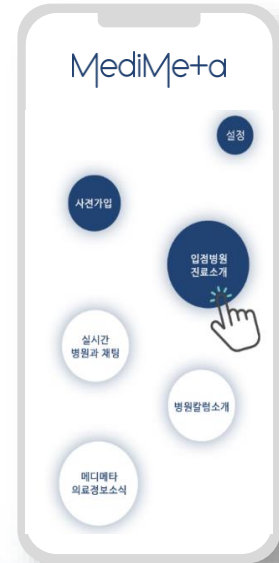 MediMeta
설정
사전가입
입점병원
진료소개
실시간
병원과 채팅
병원칼럼소개
메디메타
의료정보소식